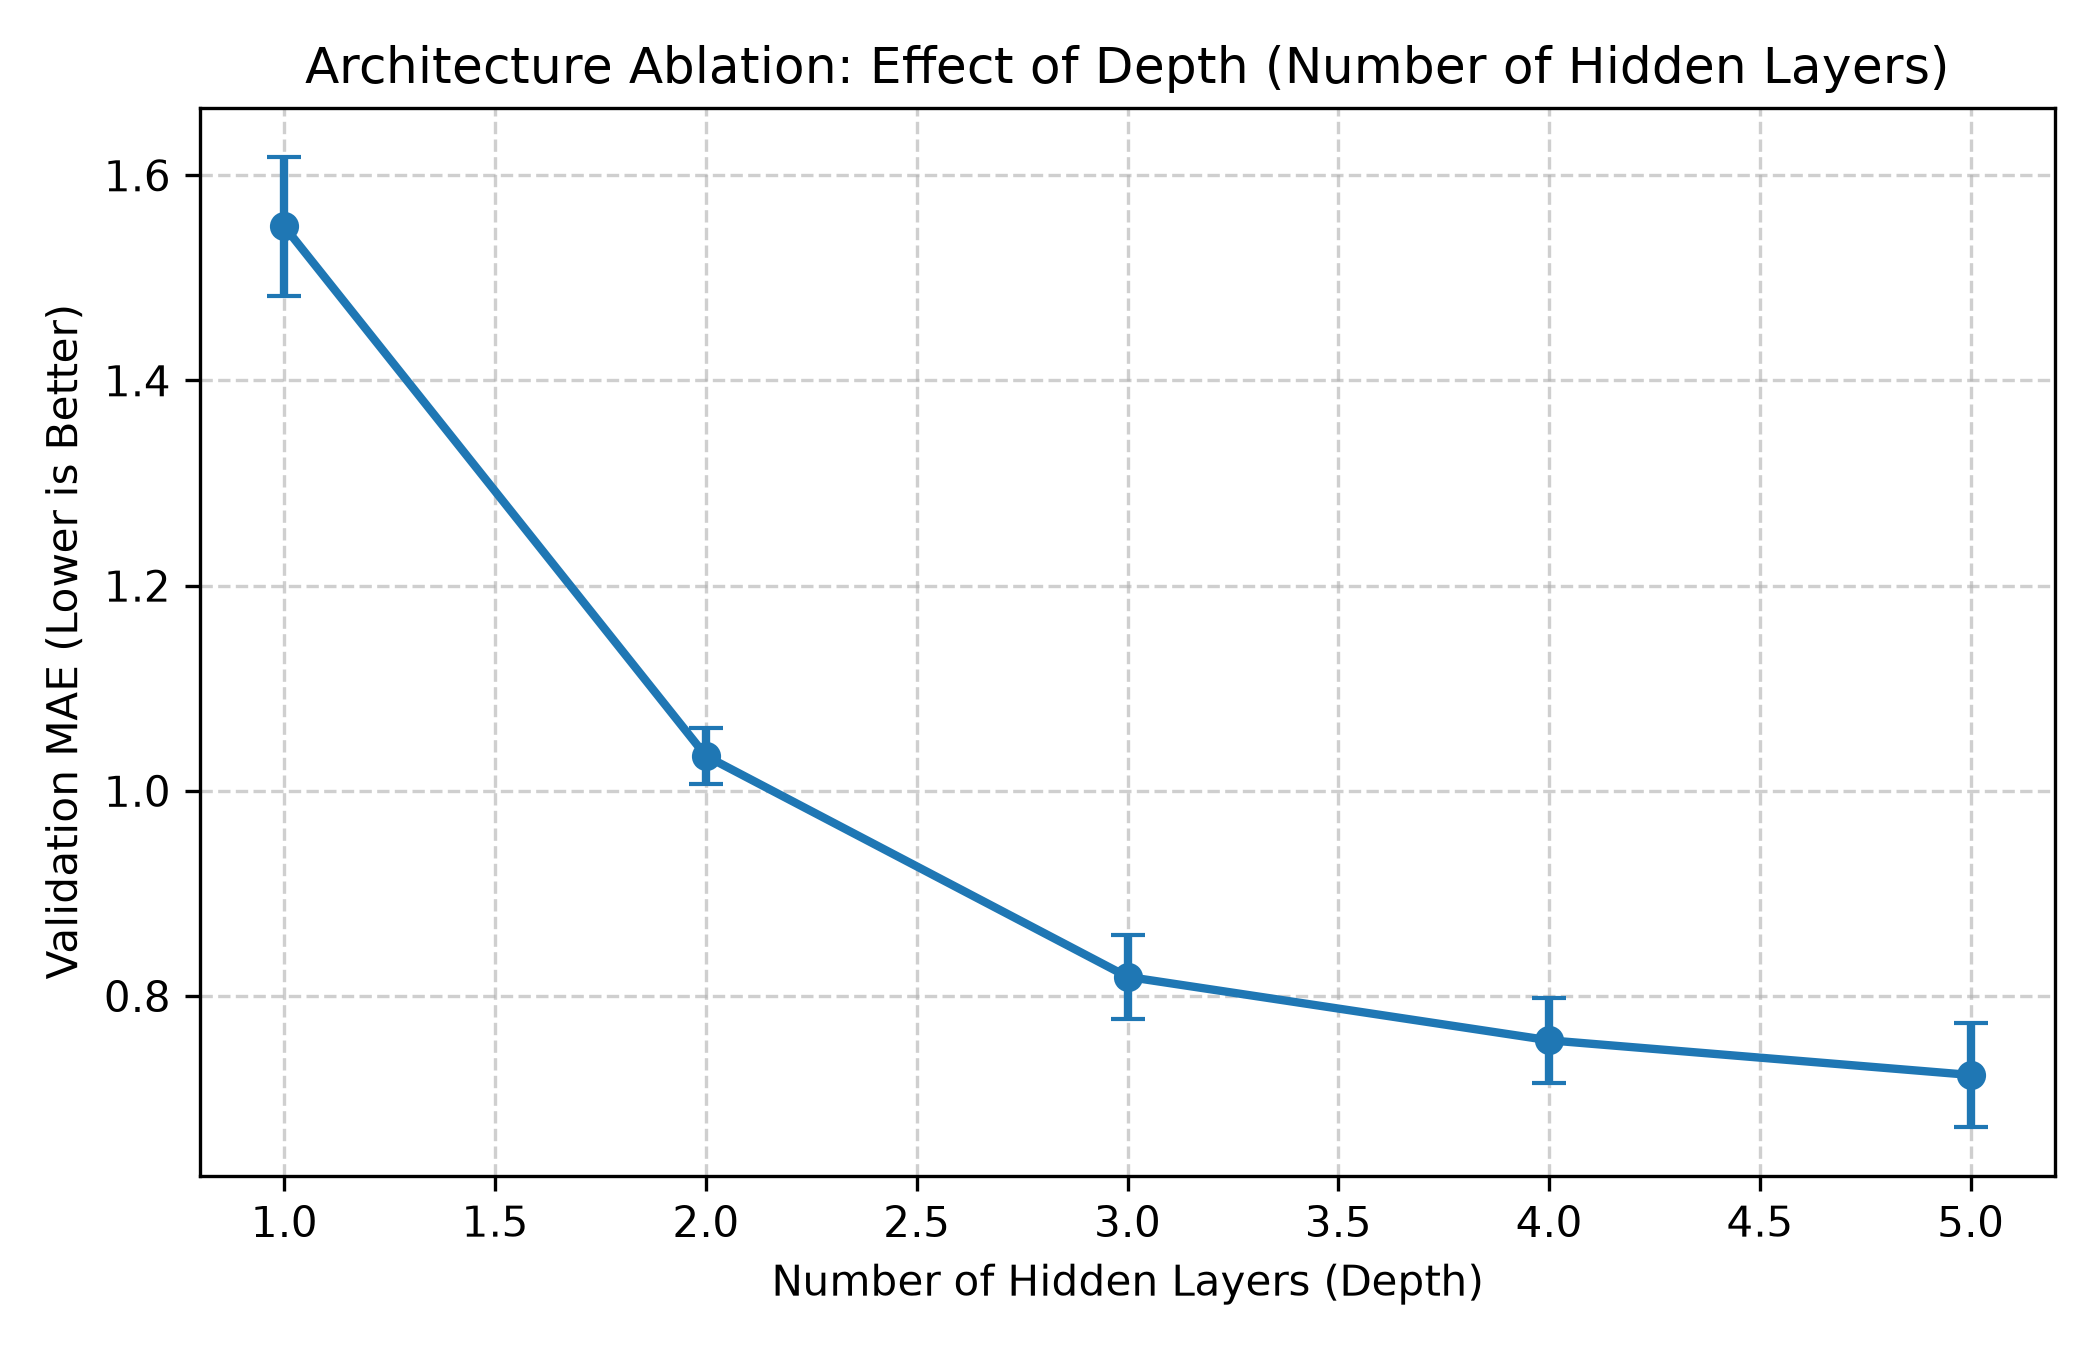 Architecture Ablation: Effect of Depth (Number of Hidden Layers)
Validation MAE (Lower is Better)
1.6
1.4
1.2
1.0
0.8
1.0 1.5 2.0 2.5 3.0 3.5 4.0 4.5 5.0
Number of Hidden Layers (Depth)